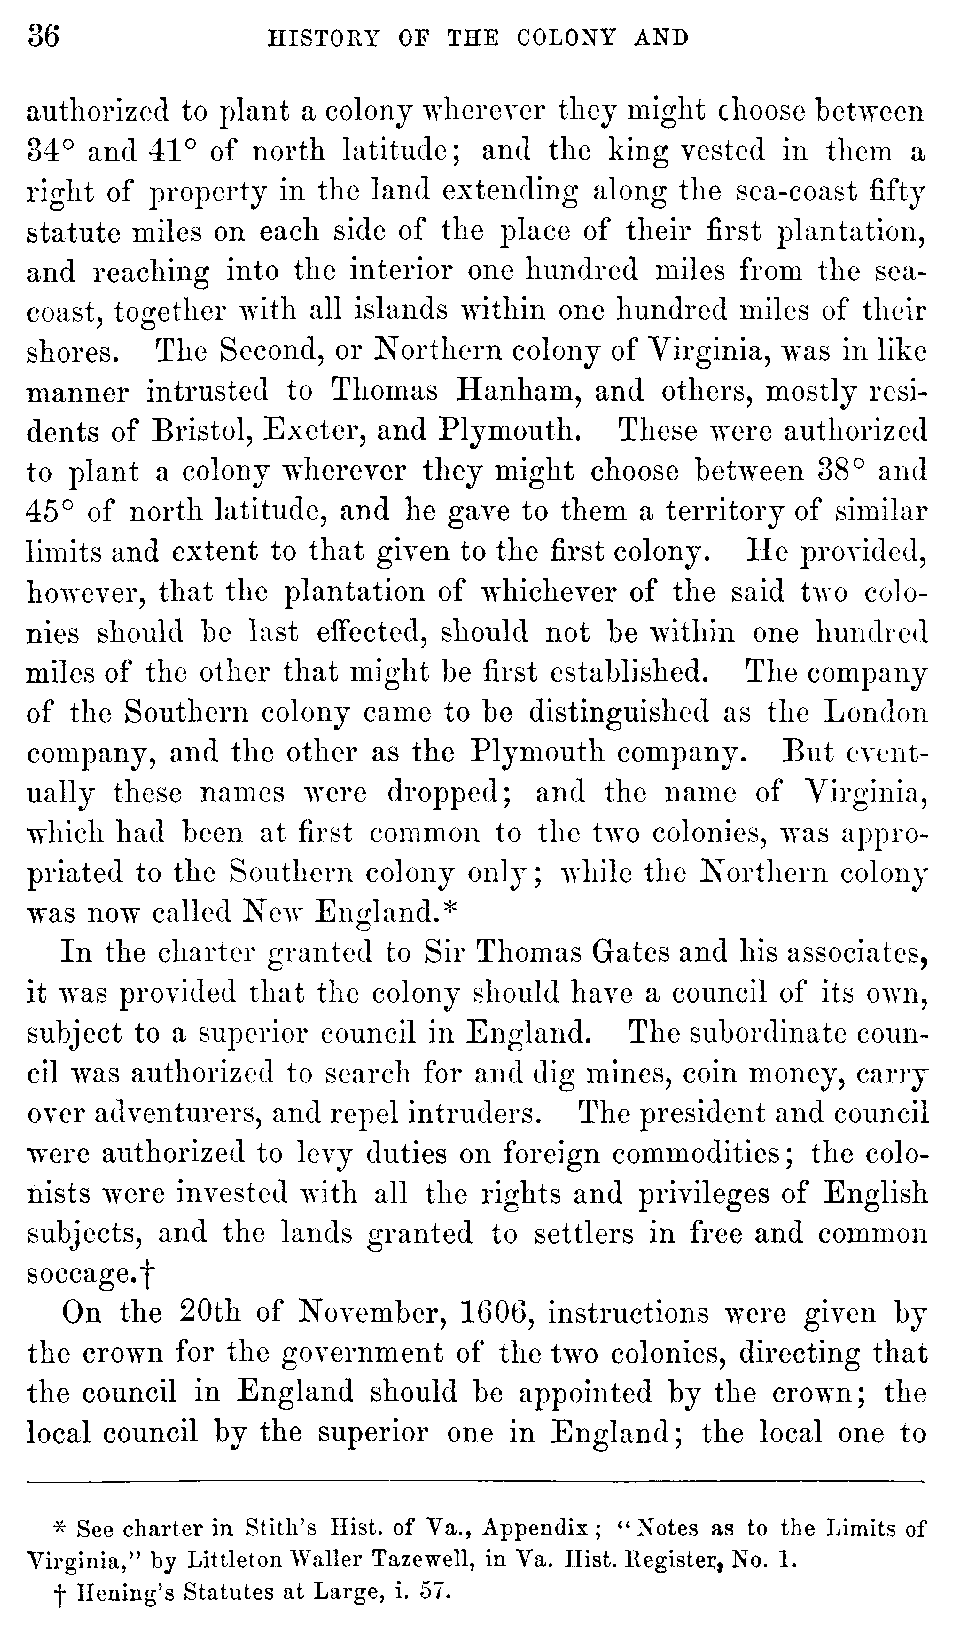 36 HISTORY OF THE COLONY AND
authorized to plant a colony wherever they might choose between
34° and 41° of north latitude; and the king vested in them a
right of property in the land extending along the sea-coast fifty
statute miles on each side of the place of their first plantation,
and reaching into the interior one hundred miles from the sea-
coast, together with all islands within one hundred miles of their
shores. The Second, or Northern colony of Virginia, was in like
manner intrusted to Thomas Hanham, and others, mostly resi-
dents of Bristol, Exeter, and Plymouth. These were authorized
to plant a colony wherever they might choose between 38° and
45° of north latitude, and he gave to them a territory of similar
limits and extent to that given to the first colony. He provided,
however, that the plantation of whichever of the said two colo-
nies should be last effected, should not be within one hundred
miles of the other that might be first established. The company
of the Southern colony came to be distinguished as the London
company, and the other as the Plymouth company. But event-
ually these names were dropped; and the name of Virginia,
which had been at first common to the two colonies, was appro-
priated to the Southern colony only; while the Northern colony
was now called New England.*
In the charter granted to Sir Thomas Gates and his associates,
it was provided that the colony should have a council of its own,
subject to a superior council in England. The subordinate coun-
cil was authorized to search for and dig mines, coin money, carry
over adventurers, and repel intruders. The president and council
were authorized to levy duties on foreign commodities; the colo-
nists were invested with all the rights and privileges of English
subjects, and the lands granted to settlers in free and common
soccage.†
On the 20th of November, 1606, instructions were given by
the crown for the government of the two colonies, directing that
the council in England should be appointed by the crown; the
local council by the superior one in England; the local one to
* See charter in Stith's Hist. of Va., Appendix; "Notes as to the Limits of
Virginia," by Littleton Waller Tazewell, in Va. Hist. Register, No. 1.
† Hening's Statutes at Large, i. 57.